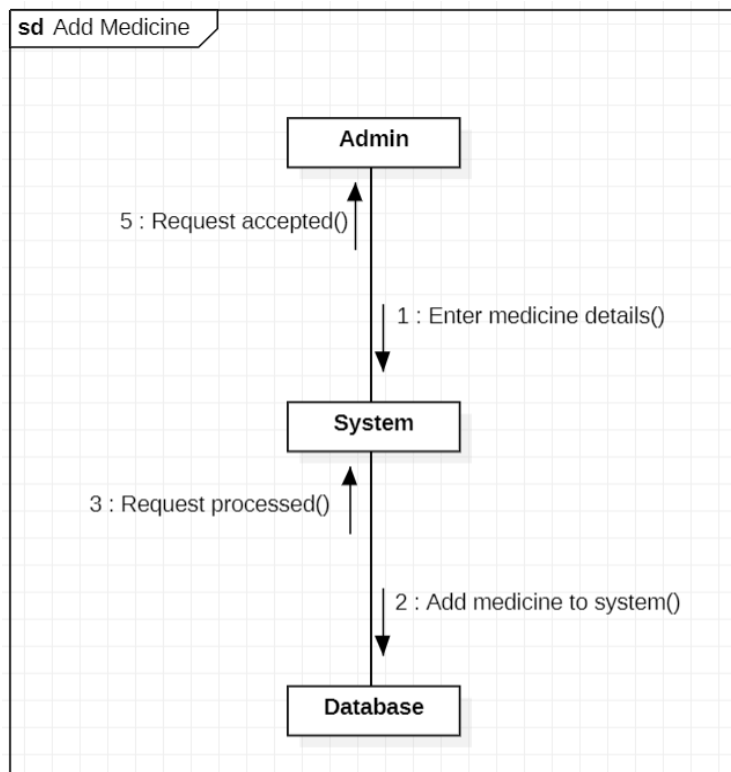 sd Add Medicine
Admin
5 : Request accepted()
1 : Enter medicine details()
System
3 : Request processed()
2 : Add medicine to system()
Database